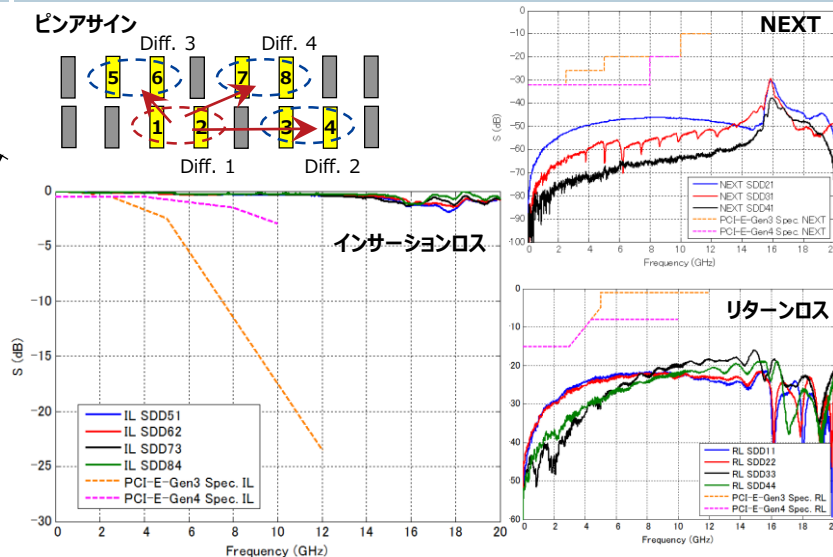 ピンアサイン
Diff. 3
Diff. 4
5
6
7
8
1
2
3
4
Diff. 1
Diff. 2
インサーションロス
0
−5
−10
−15
−20
−25
−30
S (dB)
IL SDD51
IL SDD62
IL SDD73
IL SDD84
PCI-E-Gen3 Spec. IL
PCI-E-Gen4 Spec. IL
0 2 4 6 8 10 12 14 16 18 20
Frequency (GHz)
NEXT
0
-10
-20
-30
-40
-50
-60
-70
-80
-90
-100
S (dB)
NEXT SDD21
NEXT SDD31
NEXT SDD41
PCI-E-Gen3 Spec. NEXT
PCI-E-Gen4 Spec. NEXT
2 4 6 8 10 12 14 16 18
Frequency (GHz)
リターンロス
0
10
20
30
40
50
60
RL SDD11
RL SDD22
RL SDD33
RL SDD44
PCI-E-Gen3 Spec. RL
PCI-E-Gen4 Spec. RL
0 2 4 6 8 10 12 14 16 18
Frequency (GHz)